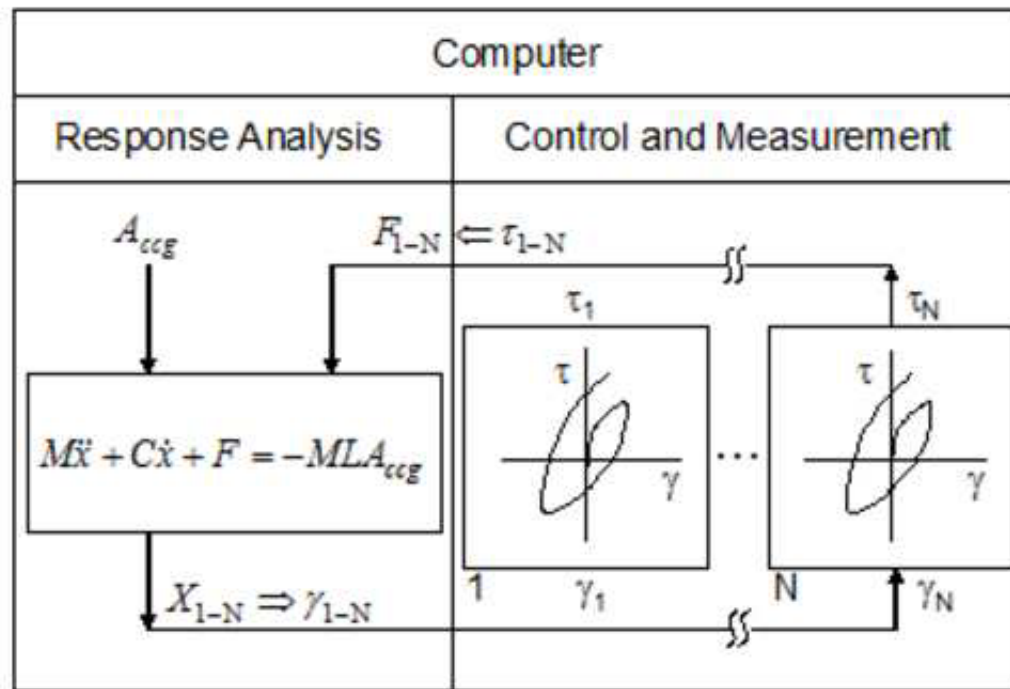 Computer
Response Analysis
Control and Measurement
A_ccg
F_1-N ⇐ τ_1-N
τ_1
τ_N
τ
γ
τ
γ
...
Mẍ + Cẋ + F = -MLA_ccg
1
γ_1
N
γ_N
X_1-N ⇒ γ_1-N